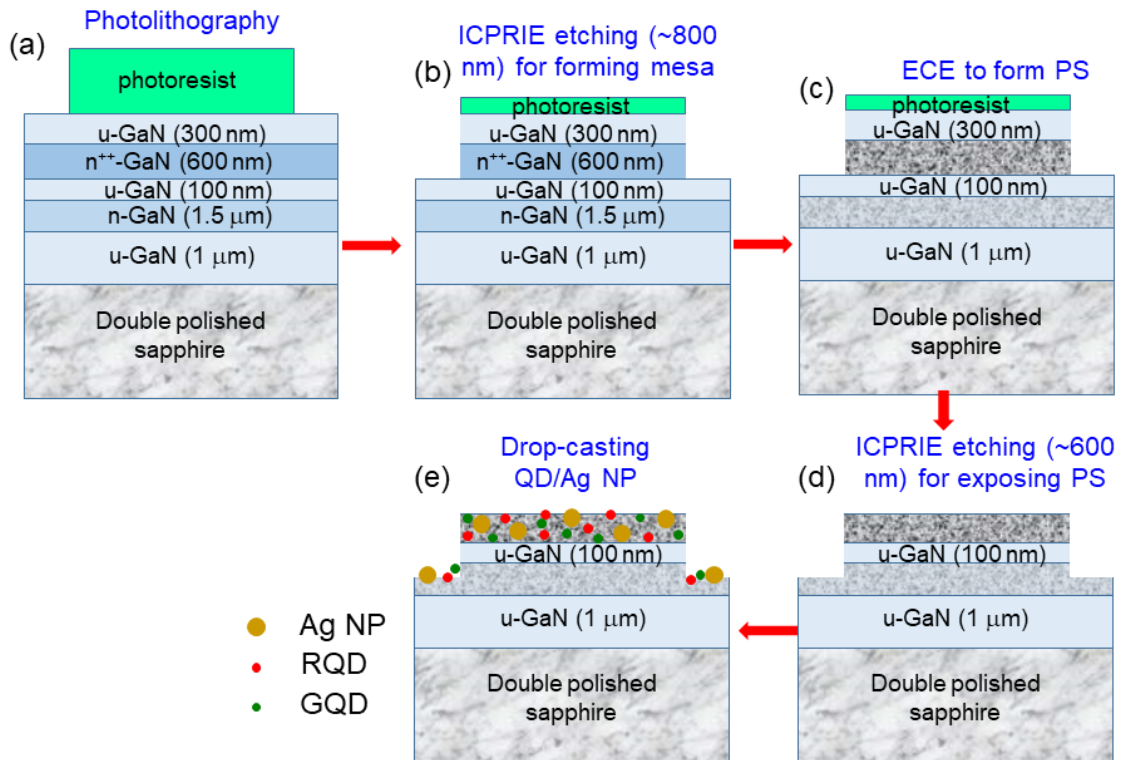 (a)
Photolithography
photoresist
u-GaN (300 nm)
n++-GaN (600 nm)
u-GaN (100 nm)
n-GaN (1.5 μm)
u-GaN (1 μm)
Double polished
sapphire
(b)
ICPRIE etching (~800
nm) for forming mesa
photoresist
u-GaN (300 nm)
n++-GaN (600 nm)
u-GaN (100 nm)
n-GaN (1.5 μm)
u-GaN (1 μm)
Double polished
sapphire
(c)
ECE to form PS
photoresist
u-GaN (300 nm)
u-GaN (100 nm)
u-GaN (1 μm)
Double polished
sapphire
(d)
ICPRIE etching (~600
nm) for exposing PS
u-GaN (100 nm)
u-GaN (1 μm)
Double polished
sapphire
(e)
Drop-casting
QD/Ag NP
u-GaN (100 nm)
u-GaN (1 μm)
Double polished
sapphire
Ag NP
RQD
GQD